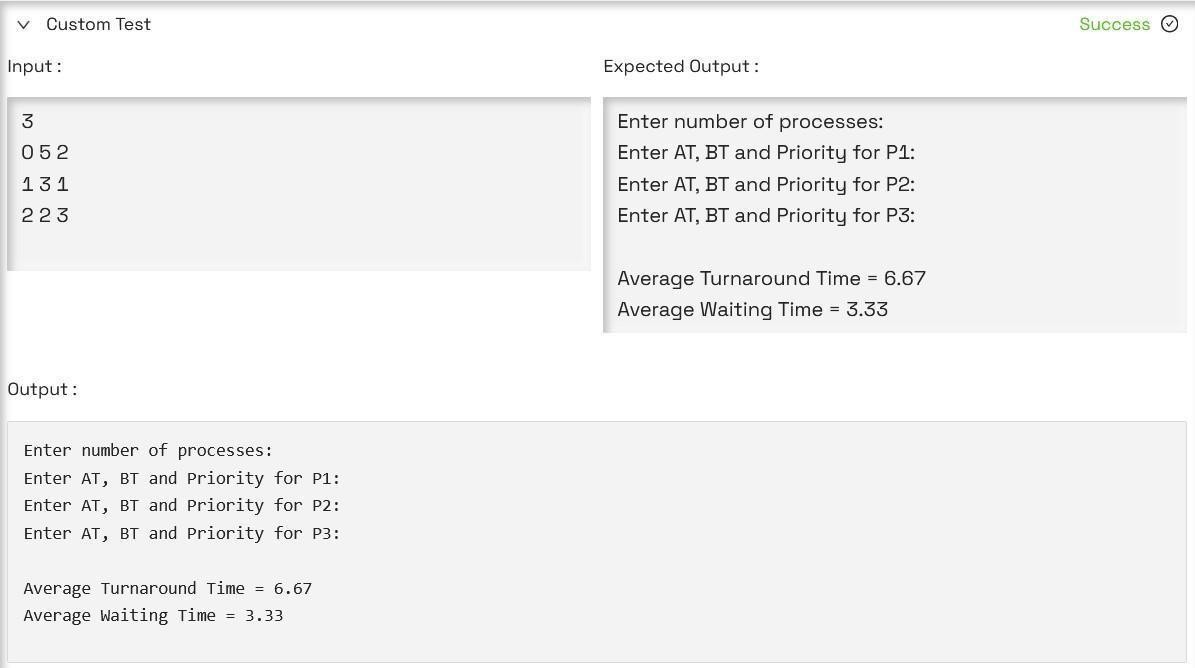 Custom Test
Success
Input :
3
0 5 2
1 3 1
2 2 3
Expected Output :
Enter number of processes:
Enter AT, BT and Priority for P1:
Enter AT, BT and Priority for P2:
Enter AT, BT and Priority for P3:
Average Turnaround Time = 6.67
Average Waiting Time = 3.33
Output :
Enter number of processes:
Enter AT, BT and Priority for P1:
Enter AT, BT and Priority for P2:
Enter AT, BT and Priority for P3:
Average Turnaround Time = 6.67
Average Waiting Time = 3.33